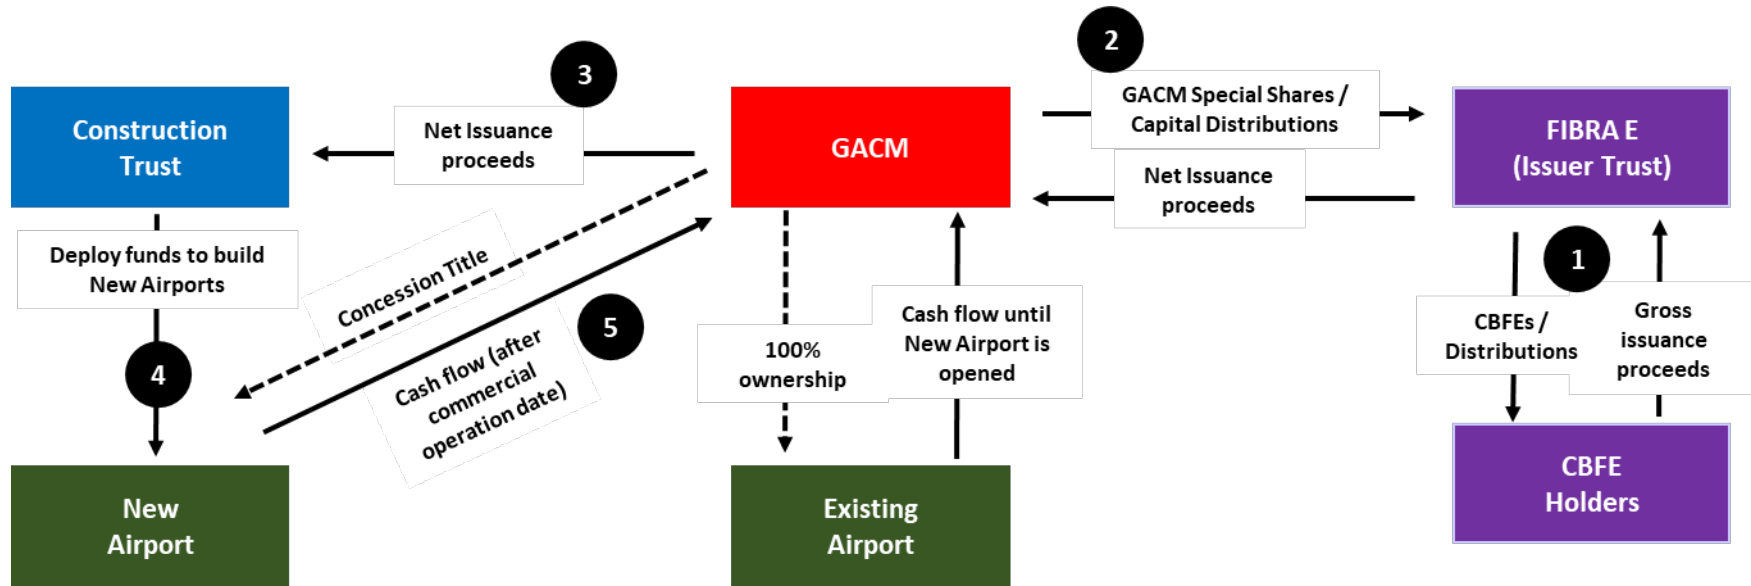 3
2
Construction
Trust
Net Issuance
proceeds
GACM
GACM Special Shares /
Capital Distributions
Net Issuance
proceeds
FIBRA E
(Issuer Trust)
Deploy funds to build
New Airports
Concession Title
5
Cash flow (after
commercial
operation date)
100%
ownership
Cash flow until
New Airport is
opened
1
CBFEs /
Distributions
Gross
issuance
proceeds
4
New
Airport
Existing
Airport
CBFE
Holders